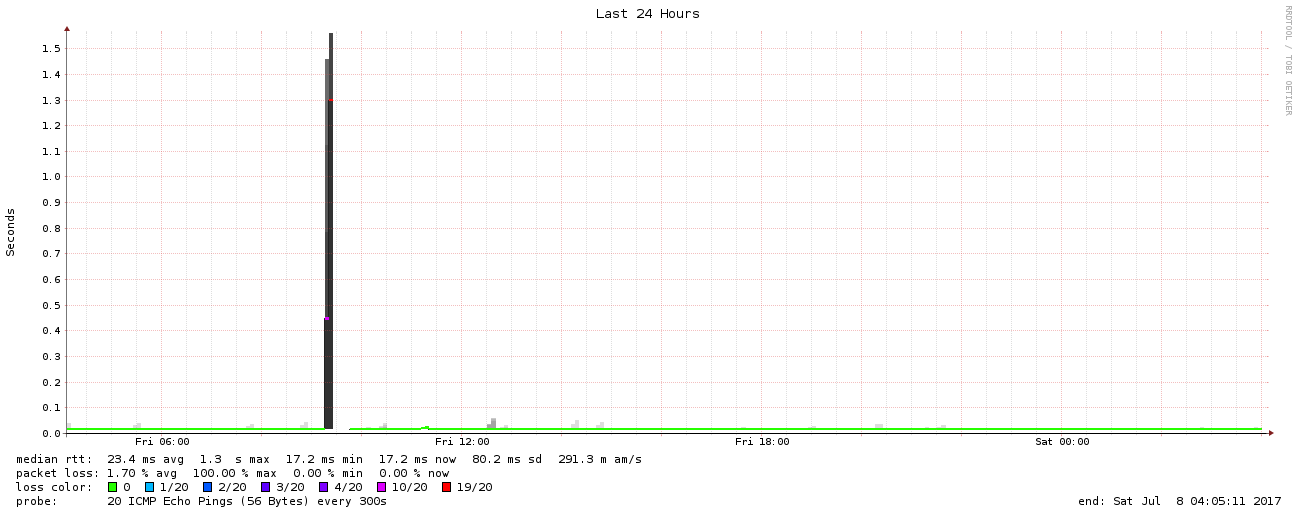 Last 24 Hours
RRDTOOL / TOBI OETIKER
Seconds
1.5
1.4
1.3
1.2
1.1
1.0
0.9
0.8
0.7
0.6
0.5
0.4
0.3
0.2
0.1
0.0
Fri 06:00 Fri 12:00 Fri 18:00 Sat 00:00
median rtt: 23.4 ms avg 1.3 s max 17.2 ms min 17.2 ms now 80.2 ms sd 291.3 m am/s
packet loss: 1.70 % avg 100.00 % max 0.00 % min 0.00 % now
loss color: 0 1/20 2/20 3/20 4/20 10/20 19/20
probe: 20 ICMP Echo Pings (56 Bytes) every 300s end: Sat Jul 8 04:05:11 2017